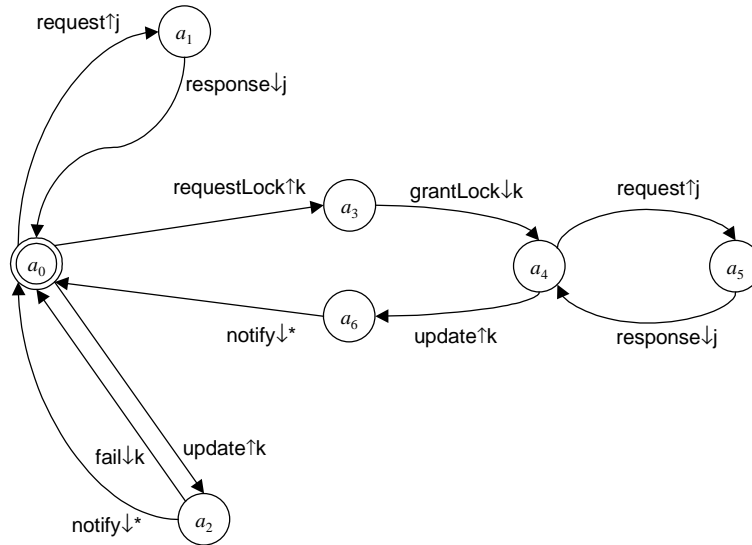 request↑j
a1
response↓j
requestLock↑k
a3
grantLock↓k
request↑j
a0
a4
a5
notify↓*
a6
update↑k
response↓j
fail↓k
update↑k
notify↓*
a2